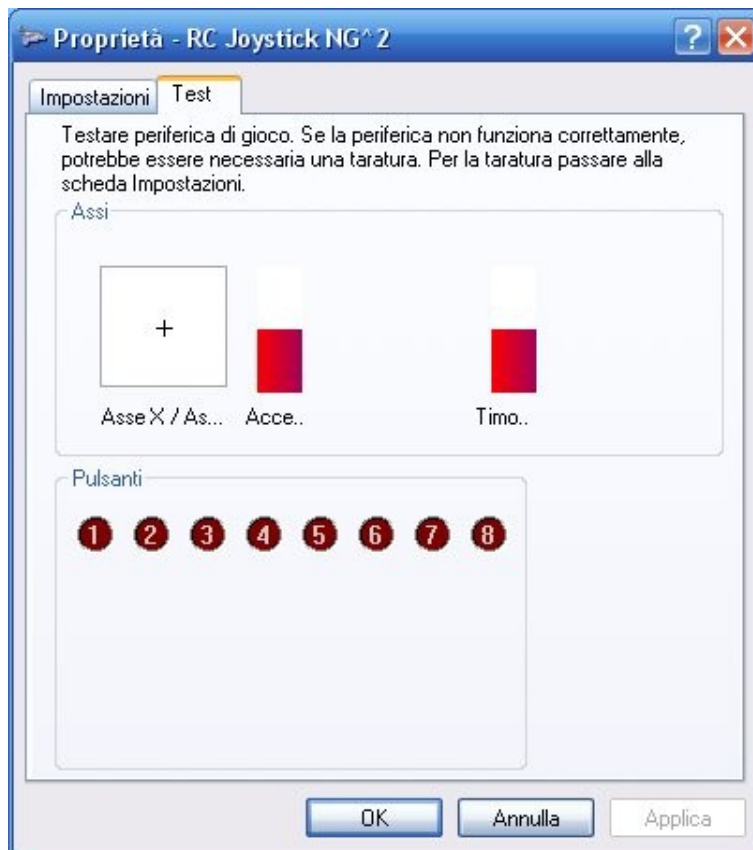 Proprietà - RC Joystick NG^2
Impostazioni Test
Testare periferica di gioco. Se la periferica non funziona correttamente,
potrebbe essere necessaria una taratura. Per la taratura passare alla
scheda Impostazioni.
Assi
Asse X / As... Acce.. Timo..
Pulsanti
1 2 3 4 5 6 7 8
OK Annulla Applica